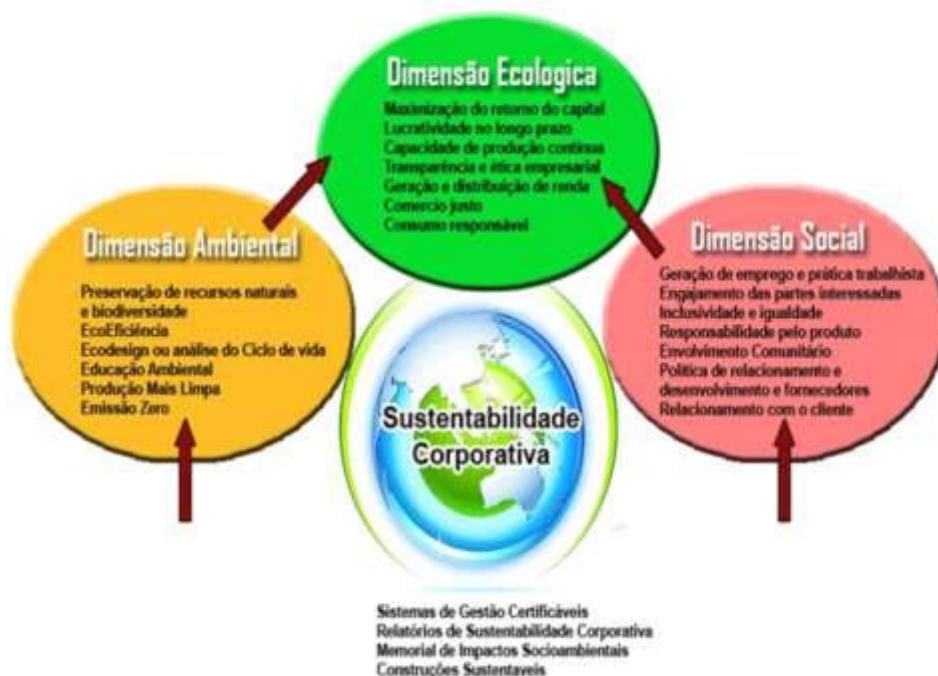 Dimensão Ecologica
Maximização do retorno do capital
Lucratividade no longo prazo
Capacidade de produção contínua
Transparência e ética empresarial
Geração e distribuição de renda
Comercio justo
Consumo responsável
Dimensão Ambiental
Preservação de recursos naturais
e biodiversidade
EcoEficiência
Ecodesign ou análise do Ciclo de vida
Educação Ambiental
Produção Mais Limpa
Emissão Zero
Dimensão Social
Geração de emprego e prática trabalhista
Engajamento das partes interessadas
Inclusividade e igualdade
Responsabilidade pelo produto
Envolvimento Comunitário
Política de relacionamento e
desenvolvimento e fornecedores
Relacionamento com o cliente
Sustentabilidade
Corporativa
Sistemas de Gestão Certificáveis
Relatórios de Sustentabilidade Corporativa
Memorial de Impactos Socioambientais
Construções Sustentaveis